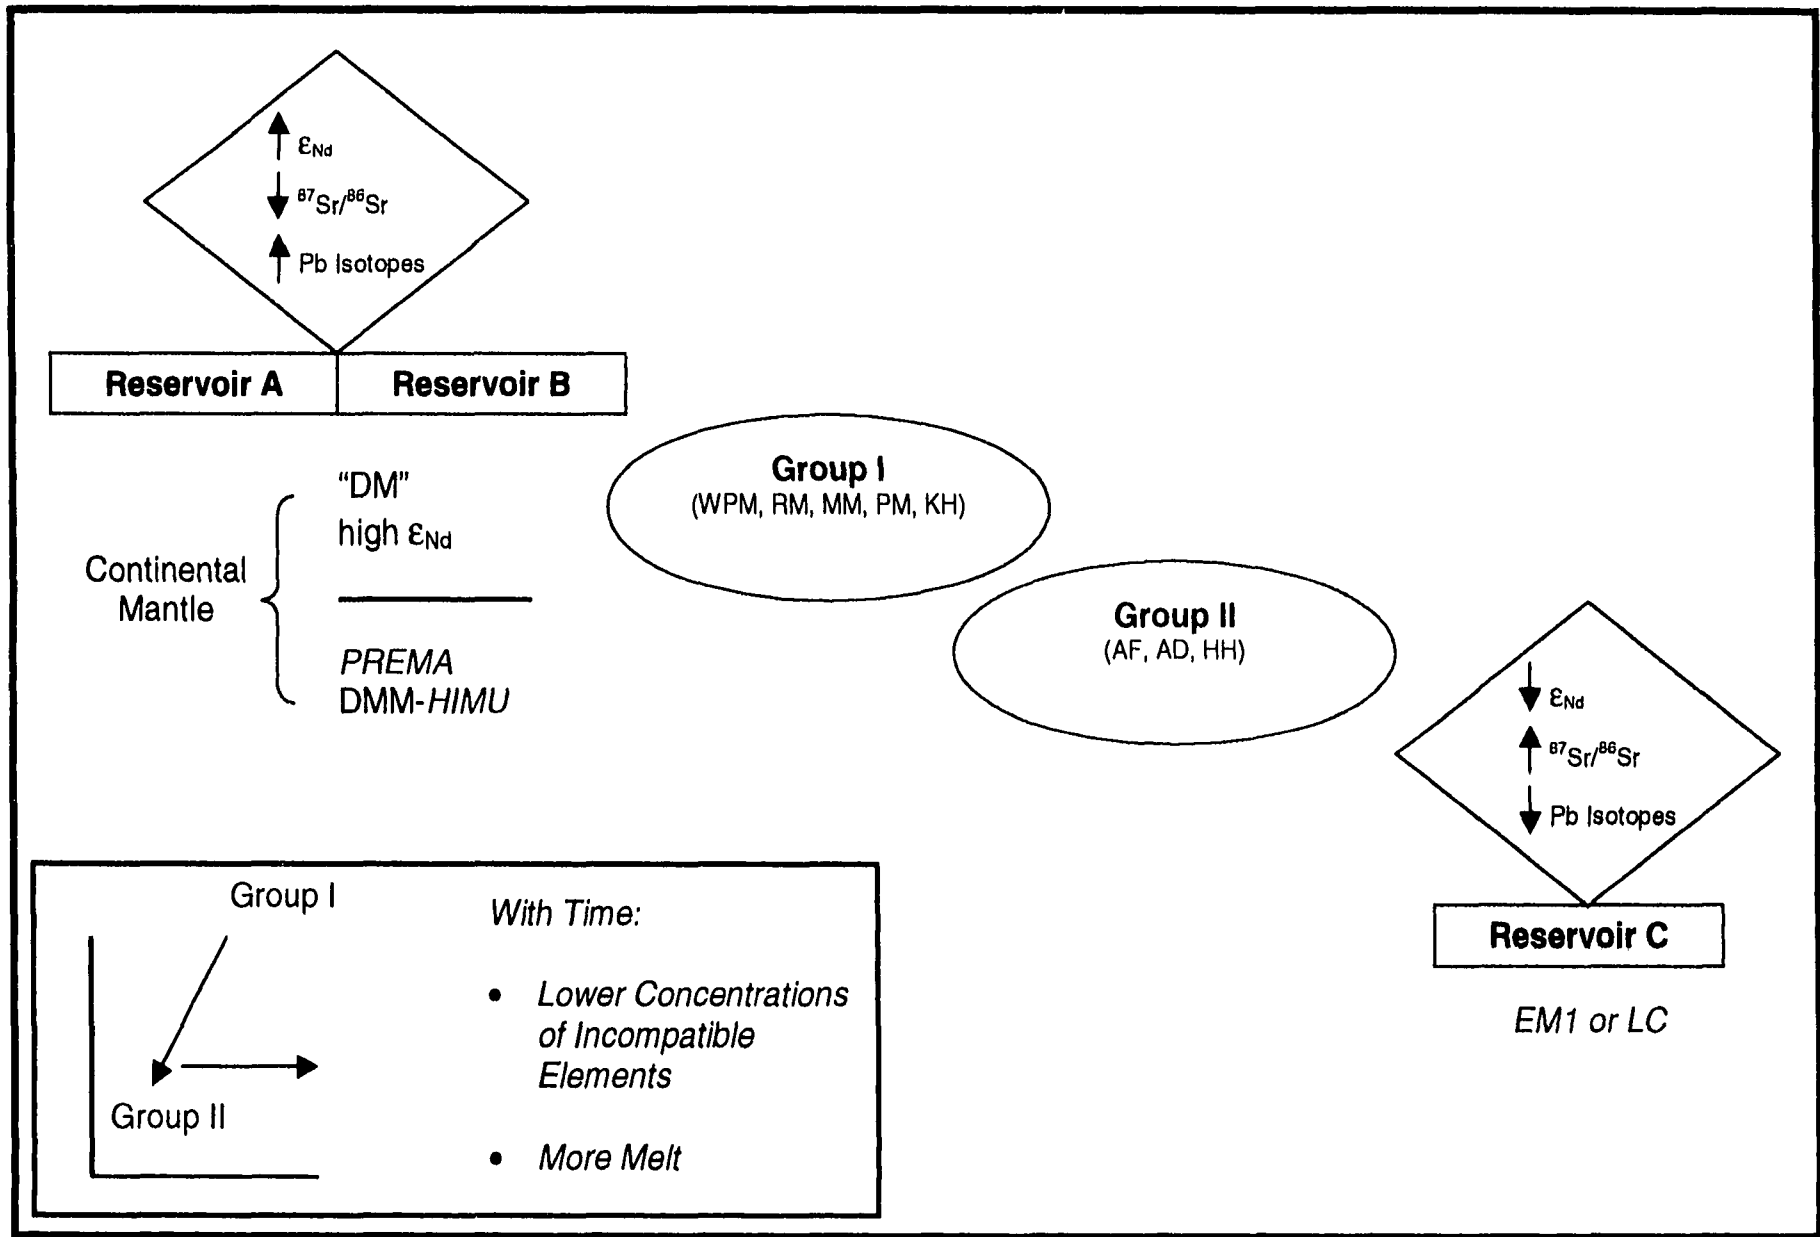 εNd
87Sr/86Sr
Pb Isotopes
Reservoir A
Reservoir B
"DM"
high εNd
Continental
Mantle
PREMA
DMM-HIMU
Group I
(WPM, RM, MM, PM, KH)
Group II
(AF, AD, HH)
εNd
87Sr/86Sr
Pb Isotopes
Reservoir C
EM1 or LC
Group I
Group II
With Time:
• Lower Concentrations
of Incompatible
Elements
• More Melt